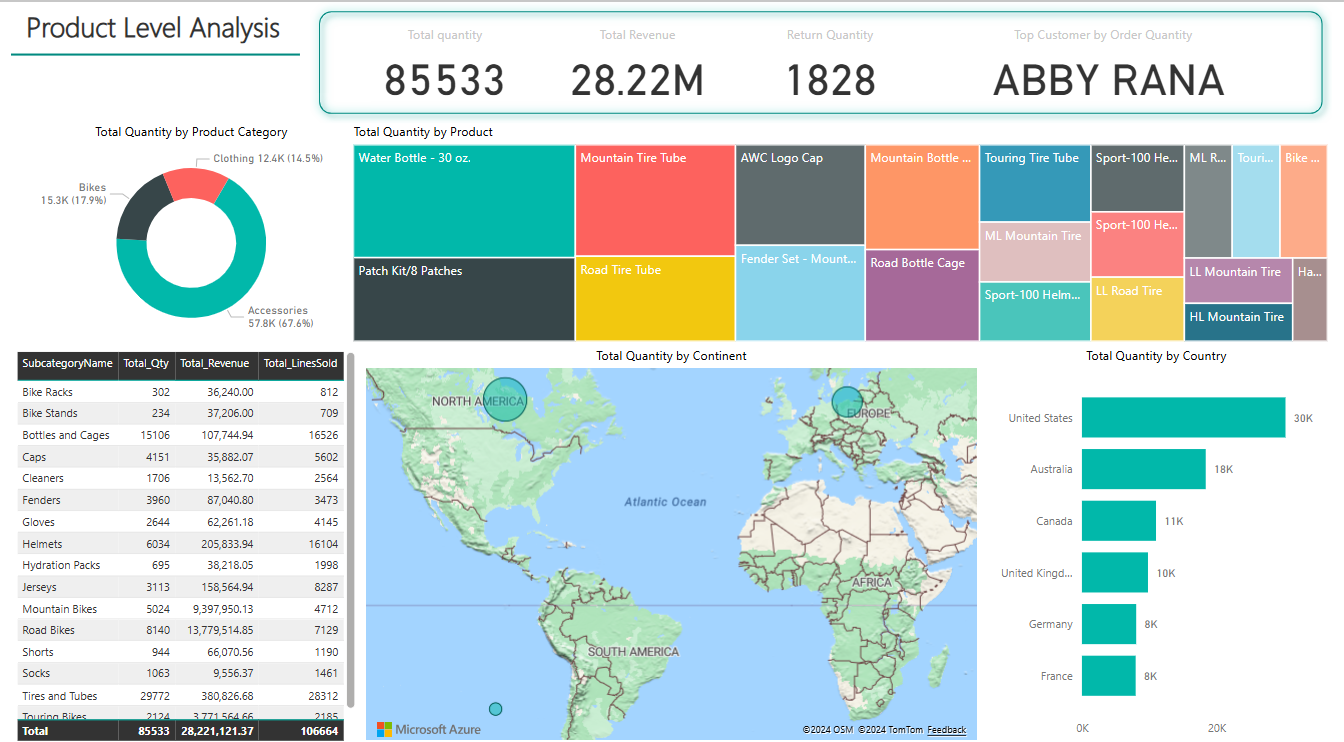 Product Level Analysis
Total quantity
85533
Total Revenue
28.22M
Return Quantity
1828
Top Customer by Order Quantity
ABBY RANA
Total Quantity by Product Category
Clothing 12.4K (14.5%)
Bikes
15.3K (17.9%)
Accessories
57.8K (67.6%)
Total Quantity by Product
Water Bottle - 30 oz.
Patch Kit/8 Patches
Mountain Tire Tube
Road Tire Tube
AWC Logo Cap
Fender Set - Mount...
Mountain Bottle ...
Road Bottle Cage
Touring Tire Tube
ML Mountain Tire
Sport-100 Helm...
Sport-100 He...
Sport-100 He...
LL Road Tire
ML R...
Touri...
Bike ...
LL Mountain Tire
HL Mountain Tire
Ha...
SubcategoryName Total_Qty Total_Revenue Total_LinesSold
Bike Racks 302 36,240.00 812
Bike Stands 234 37,206.00 709
Bottles and Cages 15106 107,744.94 16526
Caps 4151 35,882.07 5602
Cleaners 1706 13,562.70 2564
Fenders 3960 87,040.80 3473
Gloves 2644 62,261.18 4145
Helmets 6034 205,833.94 16104
Hydration Packs 695 38,218.05 1998
Jerseys 3113 158,564.94 8287
Mountain Bikes 5024 9,397,950.13 4712
Road Bikes 8140 13,779,514.85 7129
Shorts 944 66,070.56 1190
Socks 1063 9,556.37 1461
Tires and Tubes 29772 380,826.68 28312
Touring Bikes 2124 3,771,564.66 2185
Total 85533 28,221,121.37 106664
Total Quantity by Continent
NORTH AMERICA
EUROPE
Atlantic Ocean
AFRICA
SOUTH AMERICA
Microsoft Azure
©2024 OSM ©2024 TomTom Feedback
Total Quantity by Country
United States 30K
Australia 18K
Canada 11K
United Kingd... 10K
Germany 8K
France 8K
0K 20K